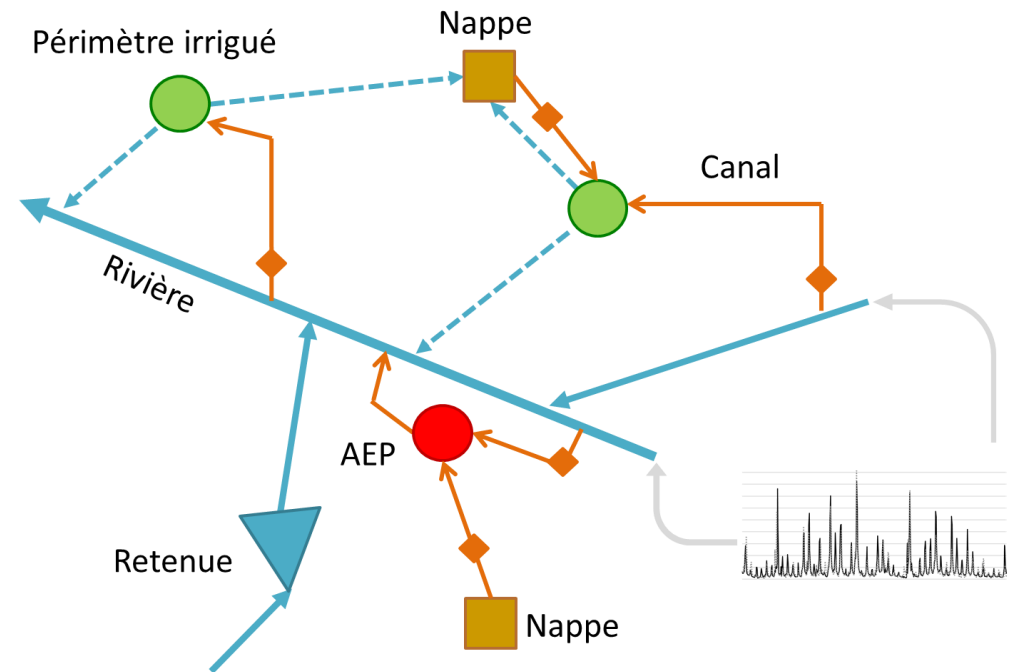 Nappe
Périmètre irrigué
Canal
Rivière
AEP
Retenue
Nappe